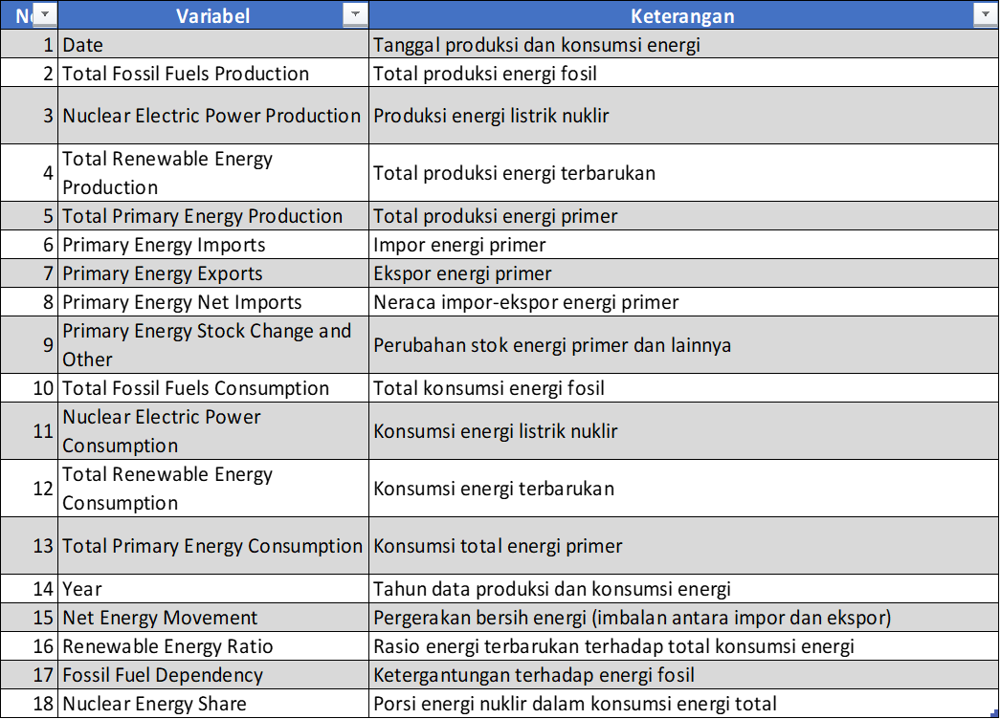 No Variabel Keterangan
1 Date Tanggal produksi dan konsumsi energi
2 Total Fossil Fuels Production Total produksi energi fosil
3 Nuclear Electric Power Production Produksi energi listrik nuklir
4 Total Renewable Energy
Production Total produksi energi terbarukan
5 Total Primary Energy Production Total produksi energi primer
6 Primary Energy Imports Impor energi primer
7 Primary Energy Exports Ekspor energi primer
8 Primary Energy Net Imports Neraca impor-ekspor energi primer
9 Primary Energy Stock Change and
Other Perubahan stok energi primer dan lainnya
10 Total Fossil Fuels Consumption Total konsumsi energi fosil
11 Nuclear Electric Power
Consumption Konsumsi energi listrik nuklir
12 Total Renewable Energy
Consumption Konsumsi energi terbarukan
13 Total Primary Energy Consumption Konsumsi total energi primer
14 Year Tahun data produksi dan konsumsi energi
15 Net Energy Movement Pergerakan bersih energi (imbalan antara impor dan ekspor)
16 Renewable Energy Ratio Rasio energi terbarukan terhadap total konsumsi energi
17 Fossil Fuel Dependency Ketergantungan terhadap energi fosil
18 Nuclear Energy Share Porsi energi nuklir dalam konsumsi energi total